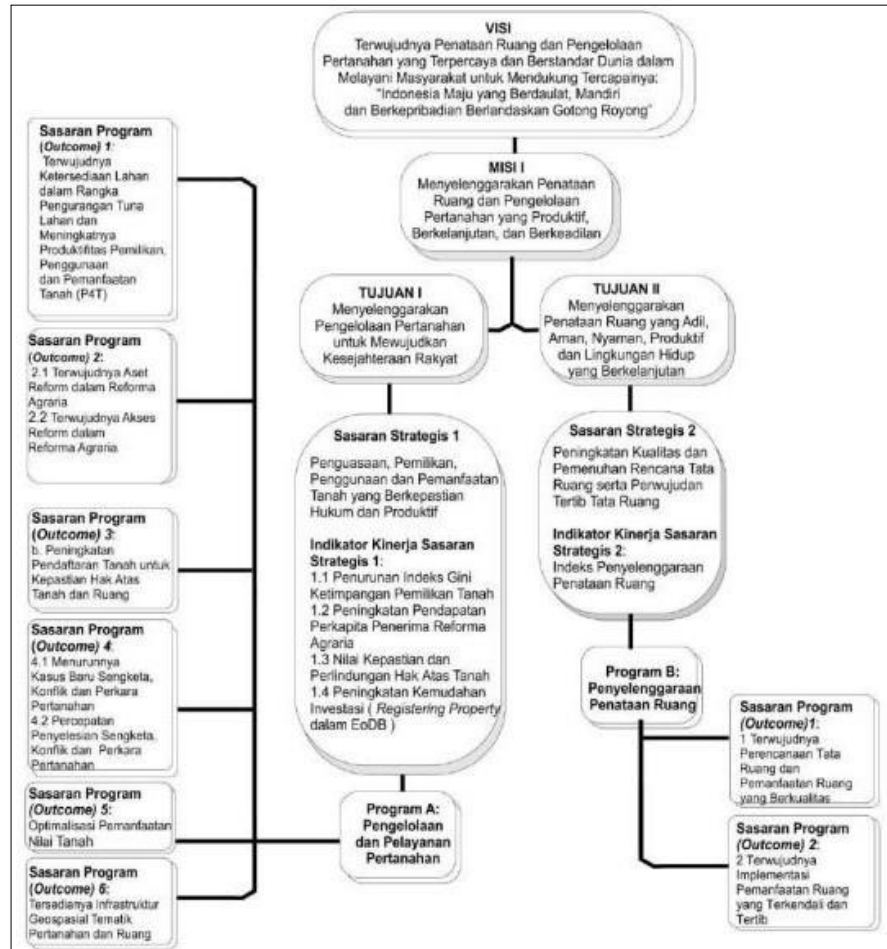 VISI
Terwujudnya Penataan Ruang dan Pengelolaan
Pertanahan yang Terpercaya dan Berstandar Dunia dalam
Melayani Masyarakat untuk Mendukung Tercapainya:
"Indonesia Maju yang Berdaulat, Mandiri
dan Berkepribadian Berlandaskan Gotong Royong"
MISI I
Menyelenggarakan Penataan
Ruang dan Pengelolaan
Pertanahan yang Produktif,
Berkelanjutan, dan Berkeadilan
TUJUAN I
Menyelenggarakan
Pengelolaan Pertanahan
untuk Mewujudkan
Kesejahteraan Rakyat
TUJUAN II
Menyelenggarakan
Penataan Ruang yang Adil,
Aman, Nyaman, Produktif
dan Lingkungan Hidup
yang Berkelanjutan
Sasaran Strategis 1
Penguasaan, Pemilikan,
Penggunaan dan Pemanfaatan
Tanah yang Berkepastian
Hukum dan Produktif
Indikator Kinerja Sasaran
Strategis 1:
1.1 Penurunan Indeks Gini
Ketimpangan Pemilikan Tanah
1.2 Peningkatan Pendapatan
Perkapita Penerima Reforma
Agraria
1.3 Nilai Kepastian dan
Perlindungan Hak Atas Tanah
1.4 Peningkatan Kemudahan
Investasi ( Registering Property
dalam EoDB )
Sasaran Strategis 2
Peningkatan Kualitas dan
Pemenuhan Rencana Tata
Ruang serta Perwujudan
Tertib Tata Ruang
Indikator Kinerja Sasaran
Strategis 2:
Indeks Penyelenggaraan
Penataan Ruang
Program A:
Pengelolaan
dan Pelayanan
Pertanahan
Program B:
Penyelenggaraan
Penataan Ruang
Sasaran Program
(Outcome) 1:
Terwujudnya
Ketersediaan Lahan
dalam Rangka
Pengurangan Tuna
Lahan dan
Meningkatnya
Produktifitas Pemilikan,
Penggunaan
dan Pemanfaatan
Tanah (P4T)
Sasaran Program
(Outcome) 2:
2.1 Terwujudnya Aset
Reform dalam Reforma
Agraria
2.2 Terwujudnya Akses
Reform dalam
Reforma Agraria
Sasaran Program
(Outcome) 3:
b. Peningkatan
Pendaftaran Tanah untuk
Kepastian Hak Atas
Tanah dan Ruang
Sasaran Program
(Outcome) 4:
4.1 Menurunnya
Kasus Baru Sengketa,
Konflik dan Perkara
Pertanahan
4.2 Percepatan
Penyelesian Sengketa,
Konflik dan Perkara
Pertanahan
Sasaran Program
(Outcome) 5:
Optimalisasi Pemanfaatan
Nilai Tanah
Sasaran Program
(Outcome) 6:
Tersedianya Infrastruktur
Geospasial Tematik
Pertanahan dan Ruang
Sasaran Program
(Outcome)1:
1 Terwujudnya
Perencanaan Tata
Ruang dan
Pemanfaatan Ruang
yang Berkualitas
Sasaran Program
(Outcome) 2:
2 Terwujudnya
Implementasi
Pemanfaatan Ruang
yang Terkendali dan
Tertib